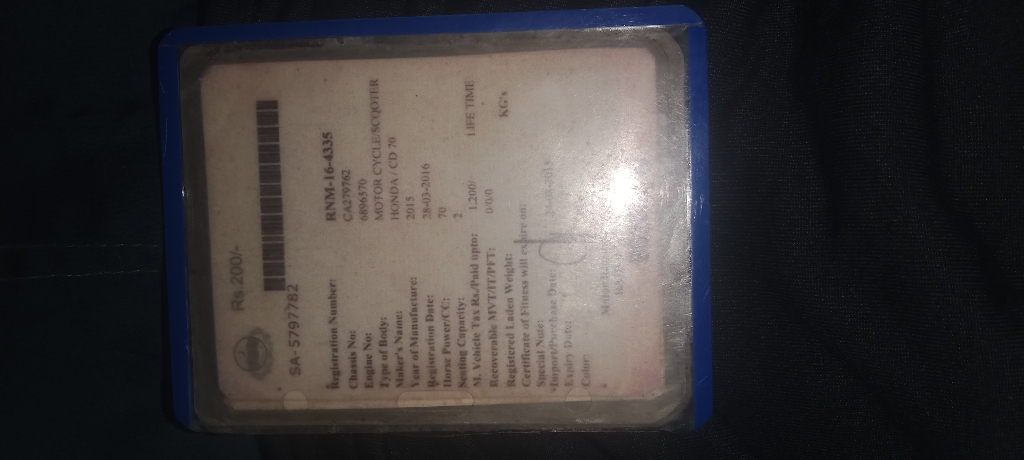 Rs.200/-
SA-5797782
Registration Number: RNM-16-4335
Chassis No: CA279762
Engine No: 6896570
Type of Body: MOTOR CYCLE/SCOOTER
Maker's Name: HONDA / CD 70
Year of Manufacture: 2015
Registration Date: 28-03-2016
Horse Power/CC: 70
Seating Capacity: 2
M. Vehicle Tax Rs./Paid upto: 1,200/- LIFE TIME
Recoverable MVT/IT/PFT: 0/0/0
Registered Laden Weight: KG's
Certificate of Fitness will expire on:
Special Note:
*Import/Purchase Date:
Expiry Date:
Color: